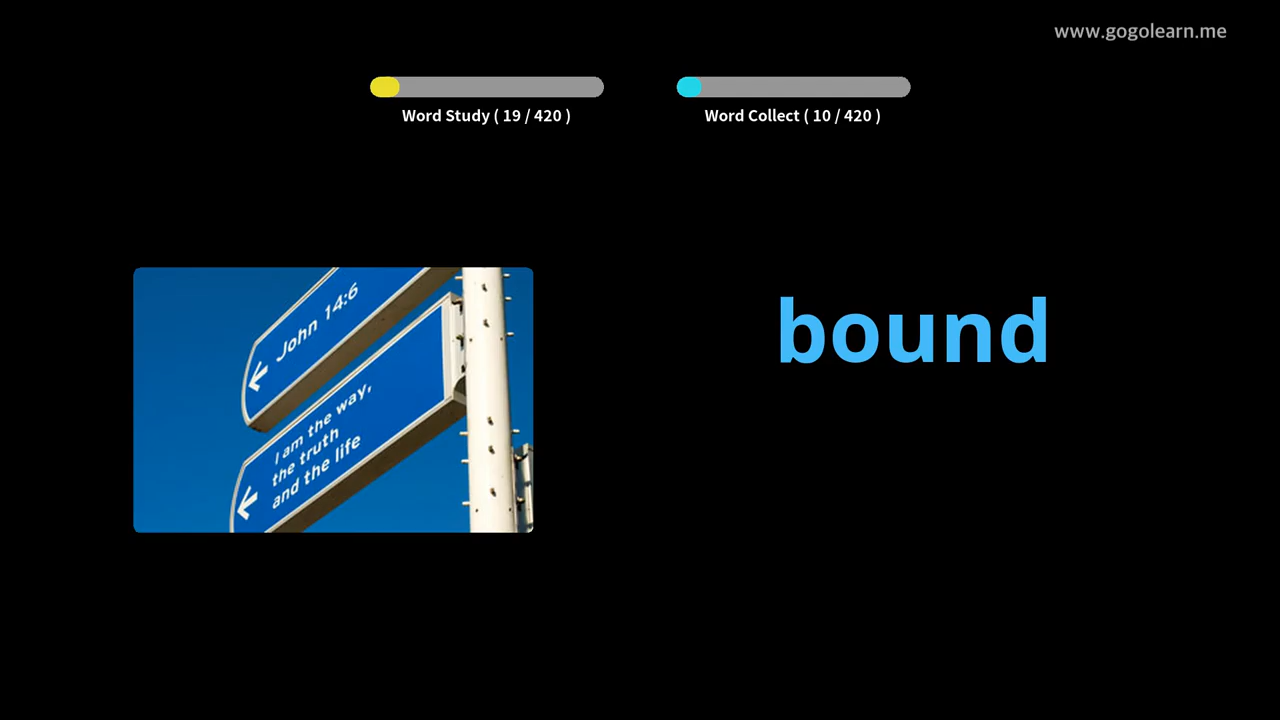 www.gogolearn.me
Word Study ( 19 / 420 )
Word Collect ( 10 / 420 )
John 14:6
I am the way,
the truth
and the life
bound